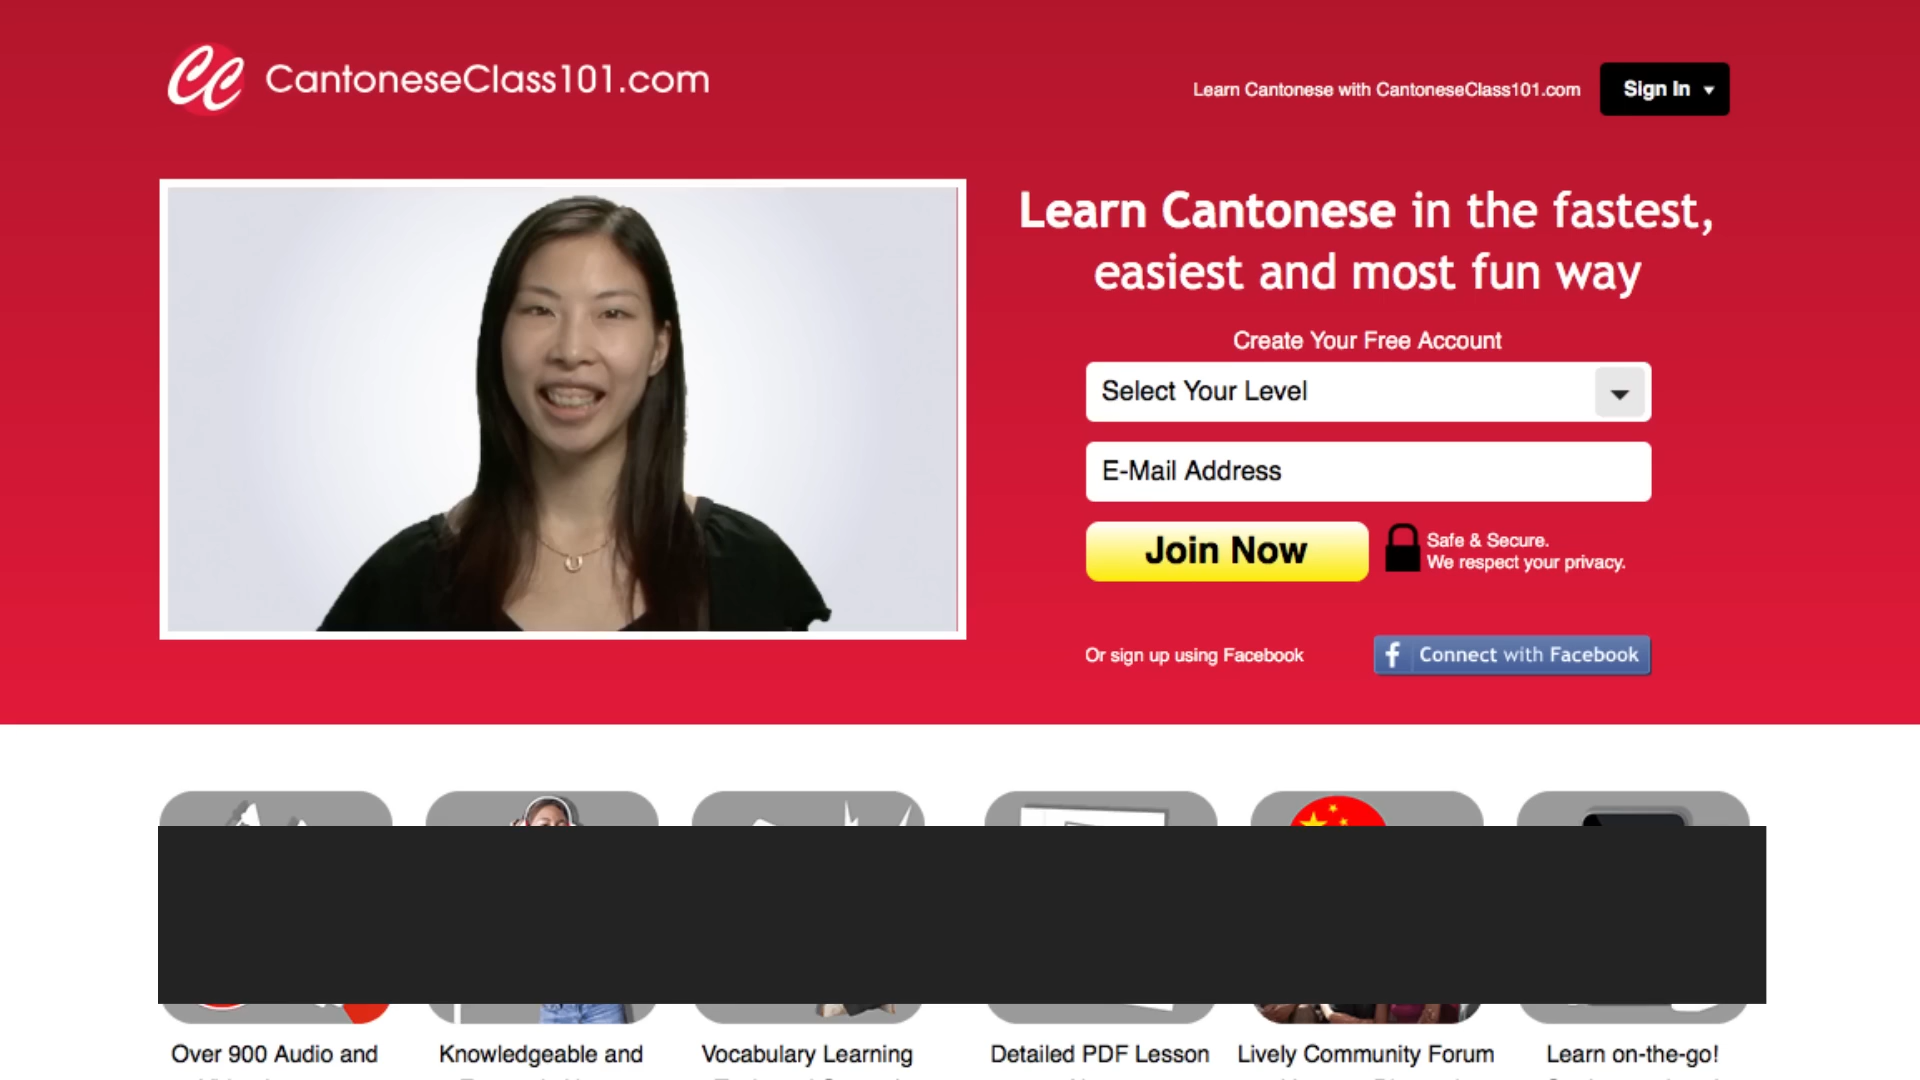 CantoneseClass101.com
Learn Cantonese with CantoneseClass101.com
Sign In
Learn Cantonese in the fastest,
easiest and most fun way
Create Your Free Account
Select Your Level
E-Mail Address
Join Now
Safe & Secure.
We respect your privacy.
Or sign up using Facebook
Connect with Facebook
Over 900 Audio and
Knowledgeable and
Vocabulary Learning
Detailed PDF Lesson
Lively Community Forum
Learn on-the-go!